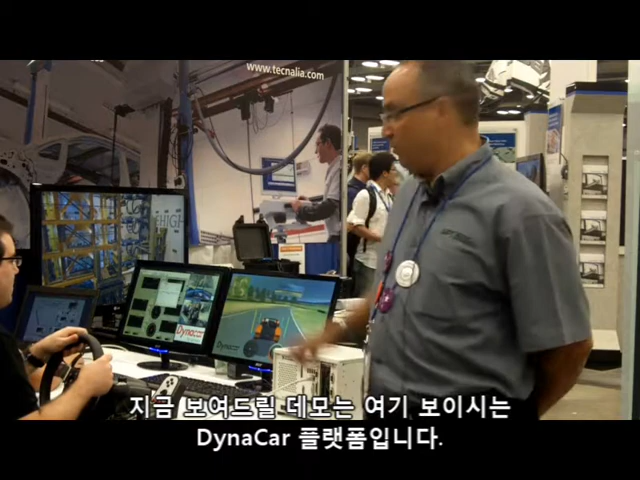 www.tecnalia.com
HIGH
Dynacar
지금 보여드릴 데모는 여기 보이시는
DynaCar 플랫폼입니다.